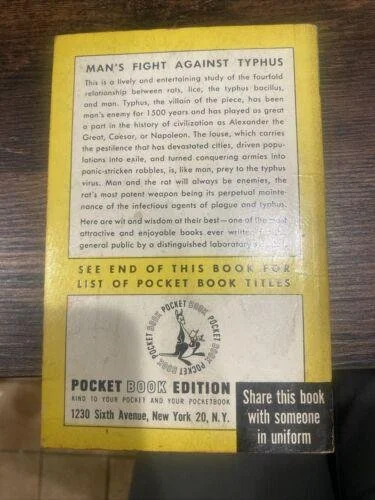 MAN'S FIGHT AGAINST TYPHUS
This is a lively and entertaining study of the fourfold
relationship between rats, lice, the typhus bacillus,
and man. Typhus, the villain of the piece, has been
man's enemy for 1500 years and has played as great
a part in the history of civilization as Alexander the
Great, Caesar, or Napoleon. The louse, which carries
the pestilence that has devastated cities, driven popu-
lations into exile, and turned conquering armies into
panic-stricken rabbles, is, like man, prey to the typhus
virus. Man and the rat will always be enemies, the
rat's most potent weapon being its perpetual mainte-
nance of the infectious agents of plague and typhus.
Here are wit and wisdom at their best—one of the most
attractive and enjoyable books ever written for the
general public by a distinguished laboratory
SEE END OF THIS BOOK FOR
LIST OF POCKET BOOK TITLES
POCKET BOOK POCKET BOOK POCKET BOOK POCKET BOOK
POCKET BOOK EDITION
KIND TO YOUR POCKET AND YOUR POCKETBOOK
1230 Sixth Avenue, New York 20, N.Y.
Share this book
with someone
in uniform